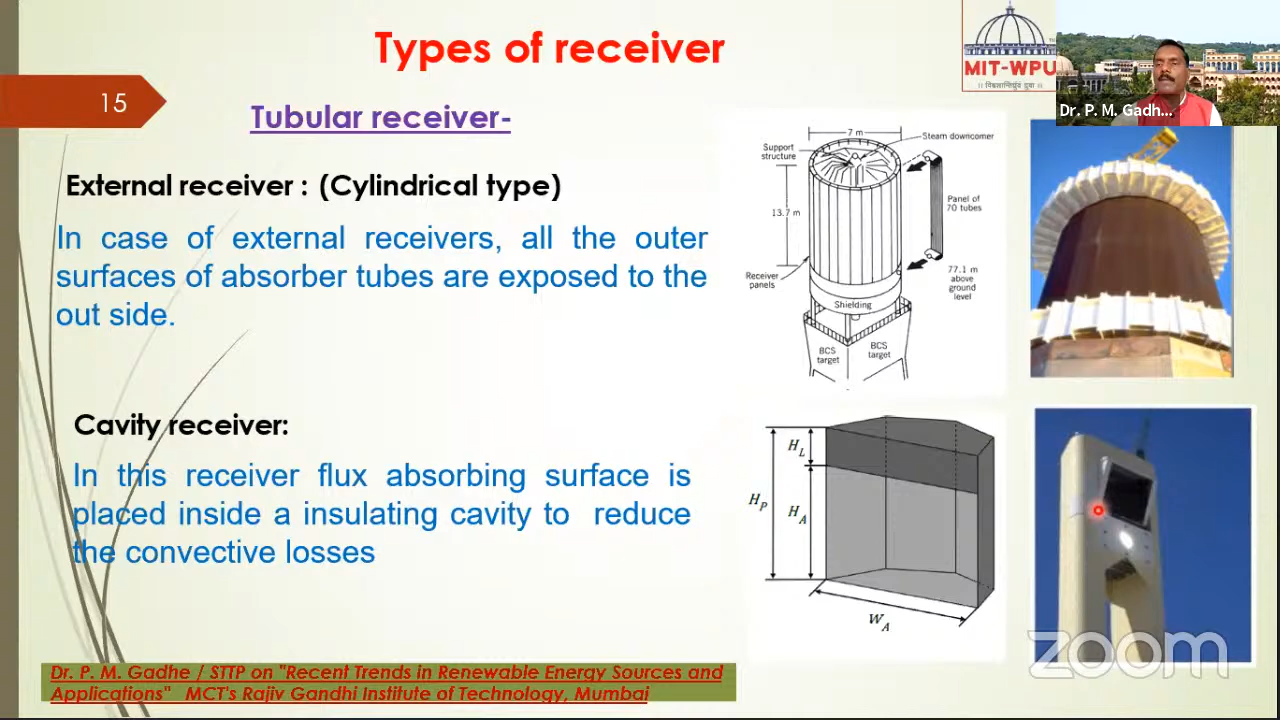 Types of receiver
MIT-WPU
Dr. P. M. Gadh...
15
Tubular receiver-
External receiver : (Cylindrical type)
In case of external receivers, all the outer
surfaces of absorber tubes are exposed to the
out side.
7 m
Steam downcomer
Support
structure
13.7 m
Panel of
70 tubes
Receiver
panels
77.1 m
above
ground
level
Shielding
BCS
target
BCS
target
Cavity receiver:
In this receiver flux absorbing surface is
placed inside a insulating cavity to reduce
the convective losses
H_L
H_P
H_A
W_A
zoom
Dr. P. M. Gadhe / STTP on "Recent Trends in Renewable Energy Sources and
Applications" MCT's Rajiv Gandhi Institute of Technology, Mumbai